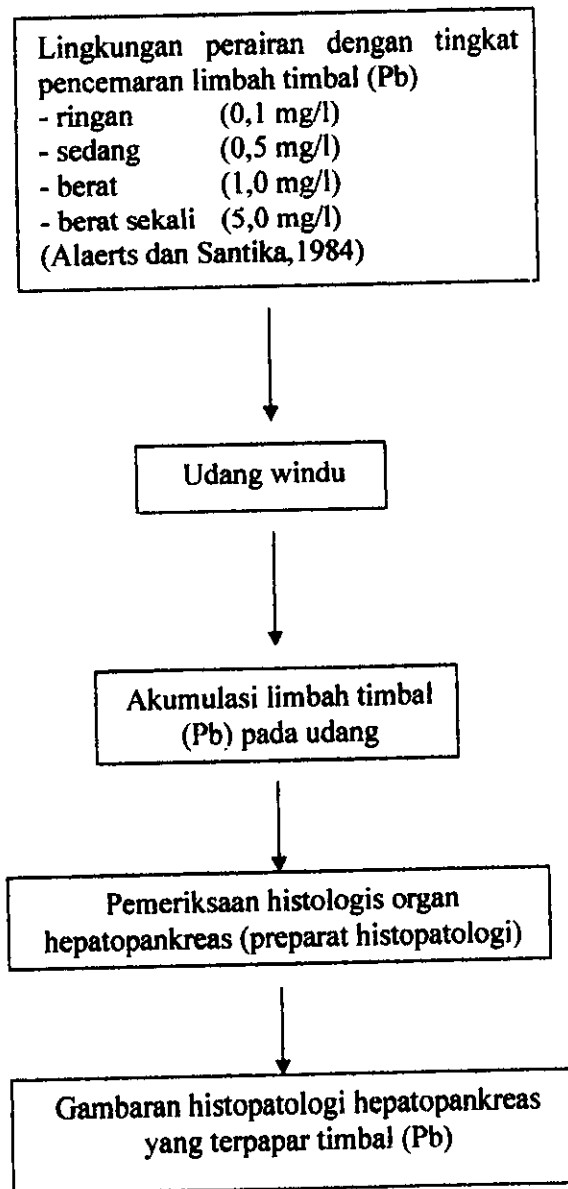 Lingkungan perairan dengan tingkat
pencemaran limbah timbal (Pb)
- ringan (0,1 mg/l)
- sedang (0,5 mg/l)
- berat (1,0 mg/l)
- berat sekali (5,0 mg/l)
(Alaerts dan Santika,1984)
Udang windu
Akumulasi limbah timbal
(Pb) pada udang
Pemeriksaan histologis organ
hepatopankreas (preparat histopatologi)
Gambaran histopatologi hepatopankreas
yang terpapar timbal (Pb)